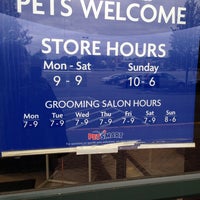 PETS WELCOME
STORE HOURS
Mon - Sat Sunday
9 - 9 10 - 6
GROOMING SALON HOURS
Mon Tue Wed Thu Fri Sat Sun
7-9 7-9 7-9 7-9 7-9 7-9 8-6
PETSMART